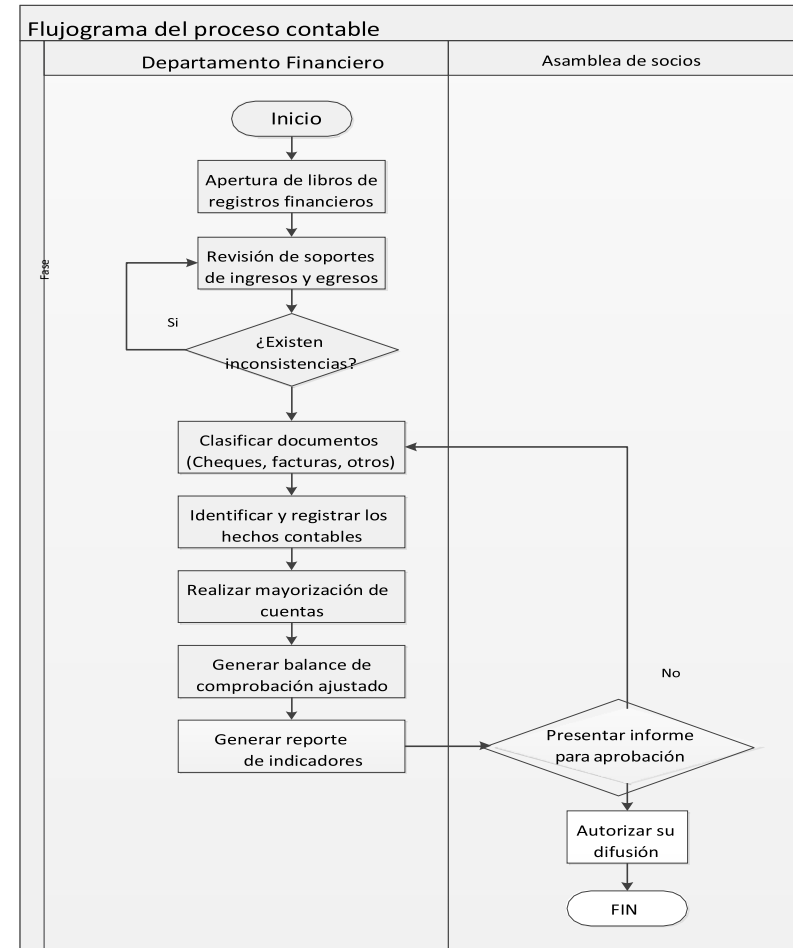 Flujograma del proceso contable
Departamento Financiero
Asamblea de socios
Fase
Inicio
Apertura de libros de
registros financieros
Revisión de soportes
de ingresos y egresos
Si
¿Existen
inconsistencias?
Clasificar documentos
(Cheques, facturas, otros)
Identificar y registrar los
hechos contables
Realizar mayorización de
cuentas
Generar balance de
comprobación ajustado
Generar reporte
de indicadores
No
Presentar informe
para aprobación
Autorizar su
difusión
FIN